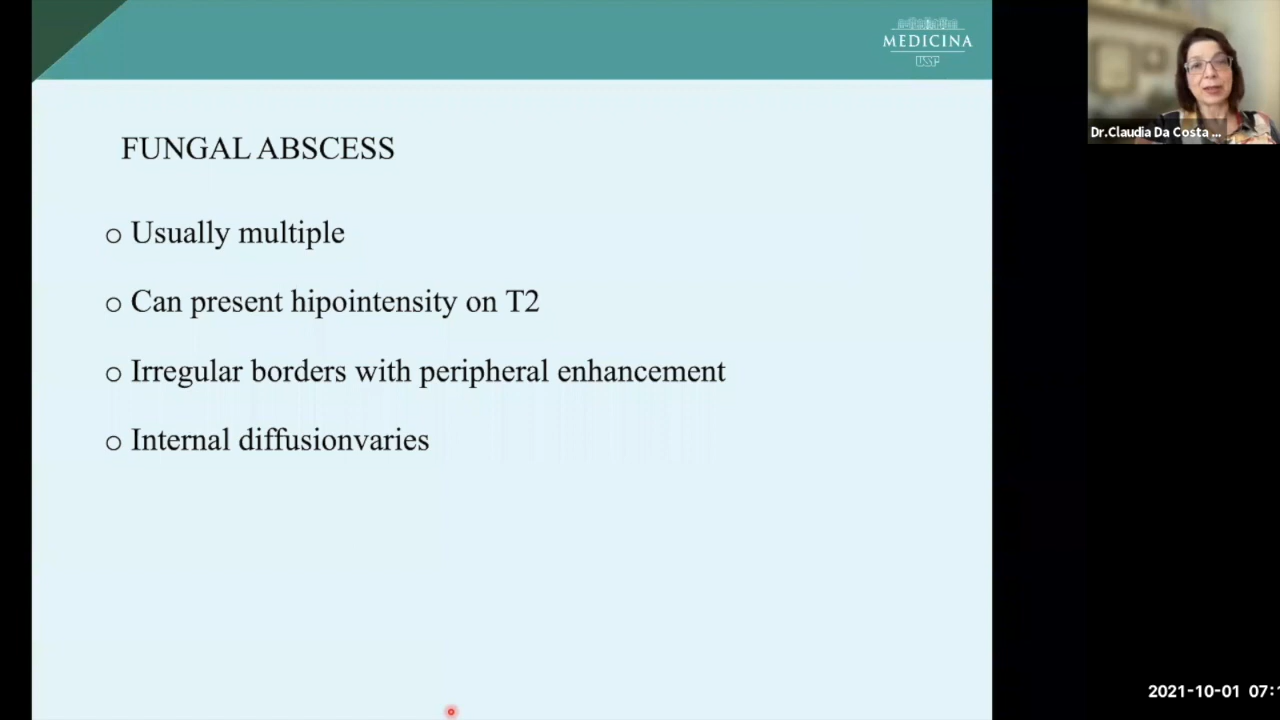 MEDICINA
USP
FUNGAL ABSCESS
Usually multiple
Can present hipointensity on T2
Irregular borders with peripheral enhancement
Internal diffusionvaries
Dr.Claudia Da Costa ...
2021-10-01 07: